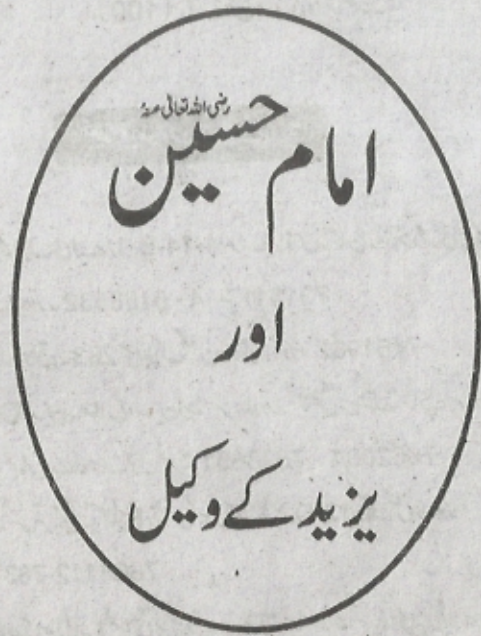 امام حسین رضی اللہ تعالیٰ عنہ
اور
یزید کے وکیل